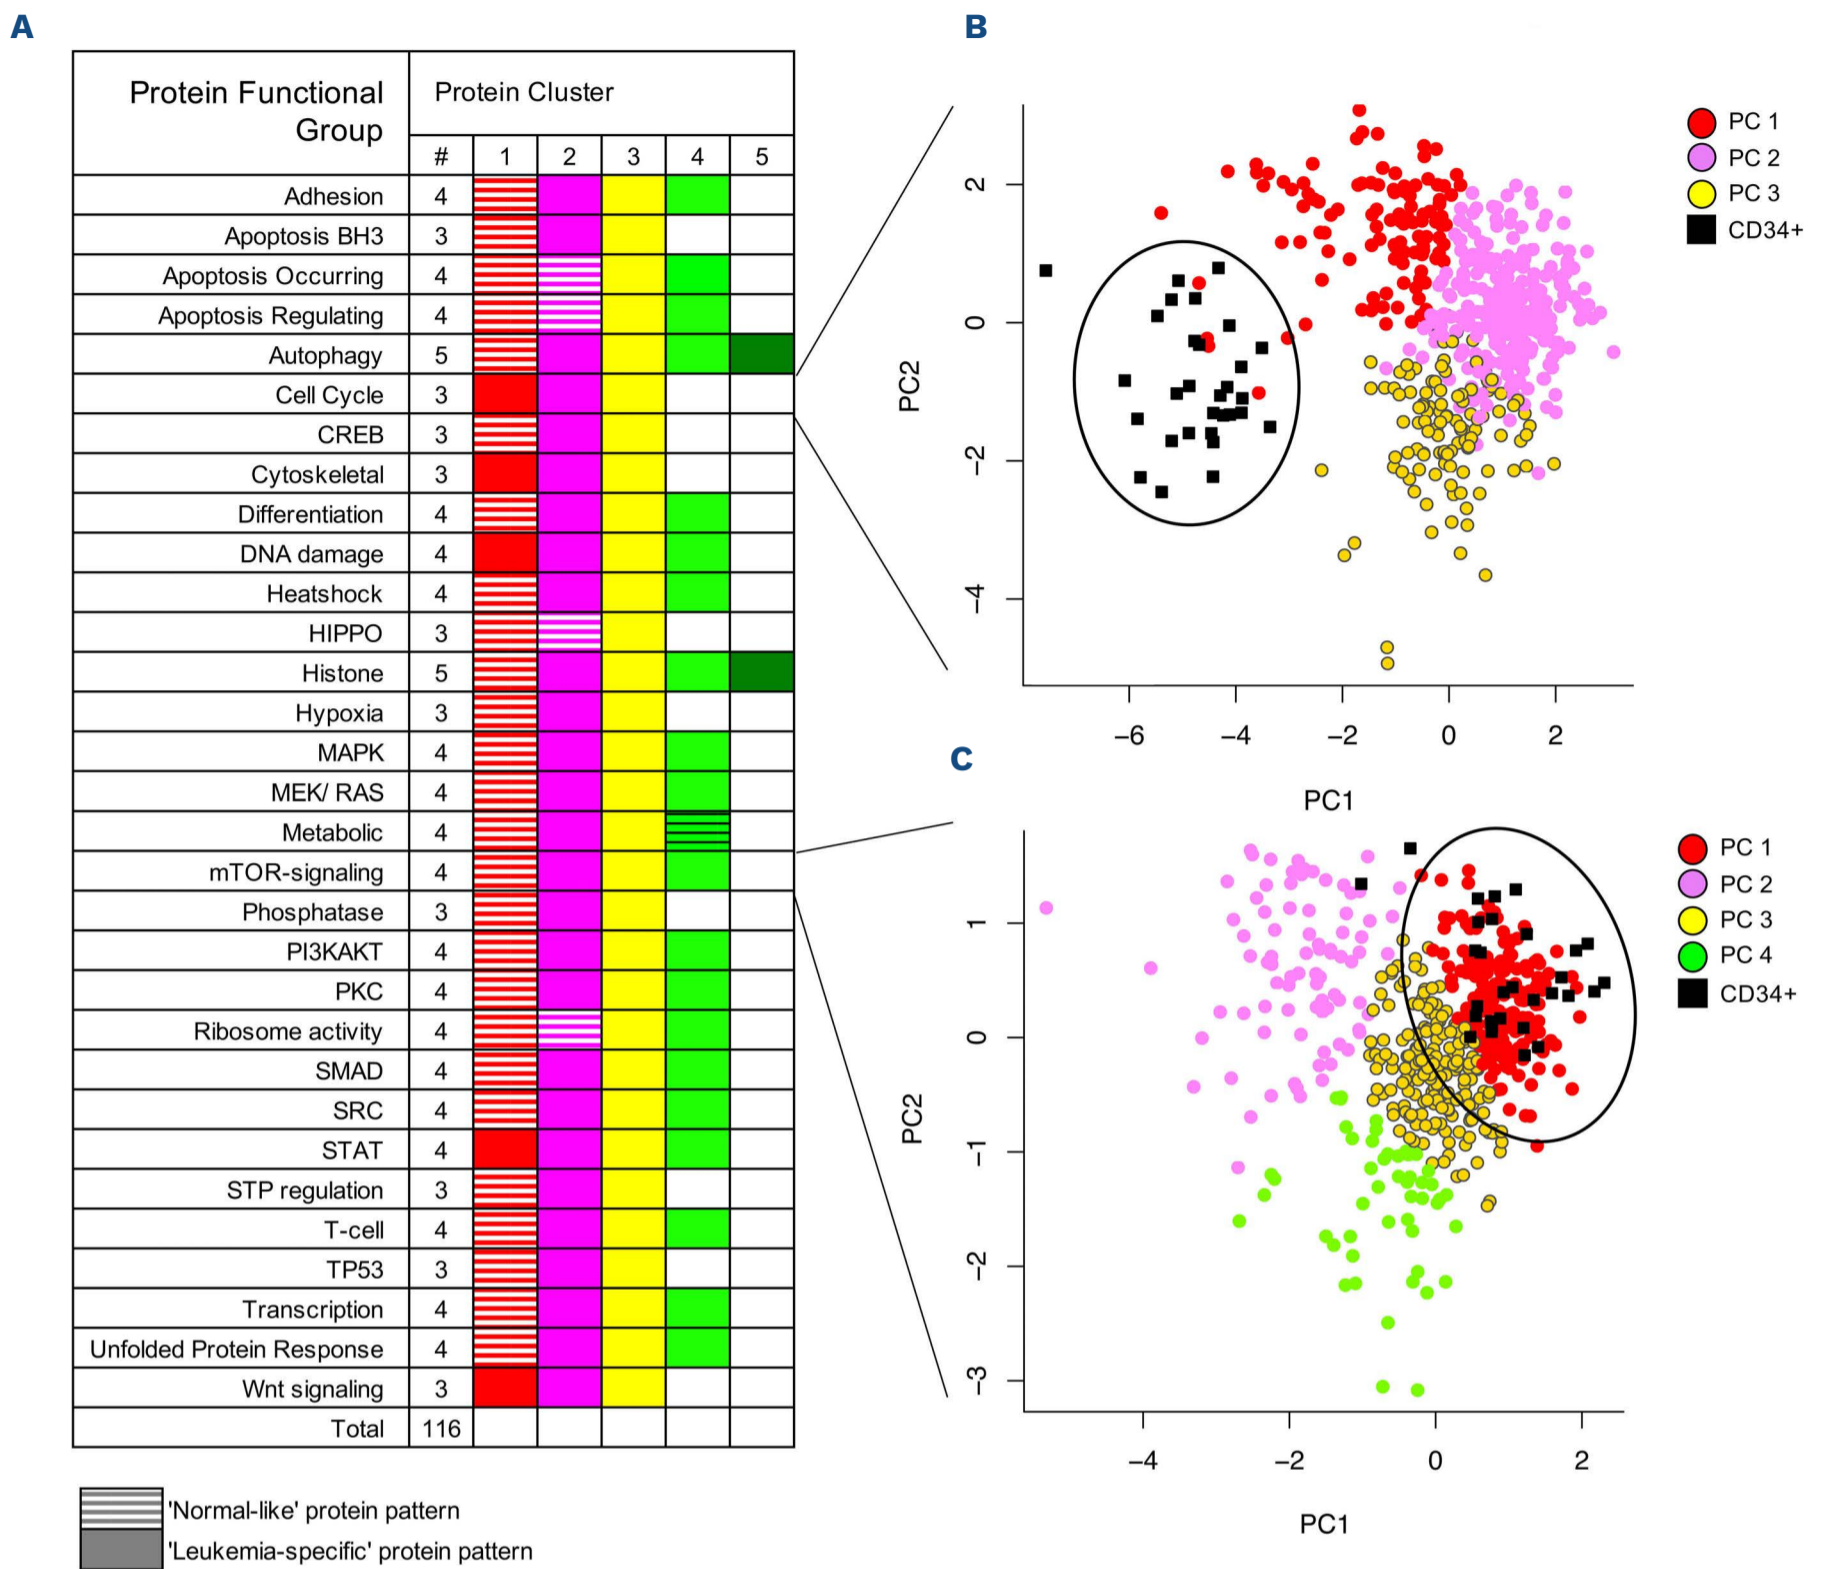 A
Protein Functional
Group
Protein Cluster
# 1 2 3 4 5
Adhesion 4
Apoptosis BH3 3
Apoptosis Occurring 4
Apoptosis Regulating 4
Autophagy 5
Cell Cycle 3
CREB 3
Cytoskeletal 3
Differentiation 4
DNA damage 4
Heatshock 4
HIPPO 3
Histone 5
Hypoxia 3
MAPK 4
MEK/ RAS 4
Metabolic 4
mTOR-signaling 4
Phosphatase 3
PI3KAKT 4
PKC 4
Ribosome activity 4
SMAD 4
SRC 4
STAT 4
STP regulation 3
T-cell 4
TP53 3
Transcription 4
Unfolded Protein Response 4
Wnt signaling 3
Total 116
'Normal-like' protein pattern
'Leukemia-specific' protein pattern
B
PC2
2
0
−2
−4
−6 −4 −2 0 2
PC1
PC 1
PC 2
PC 3
CD34+
C
PC2
1
0
−1
−2
−3
−4 −2 0 2
PC1
PC 1
PC 2
PC 3
PC 4
CD34+